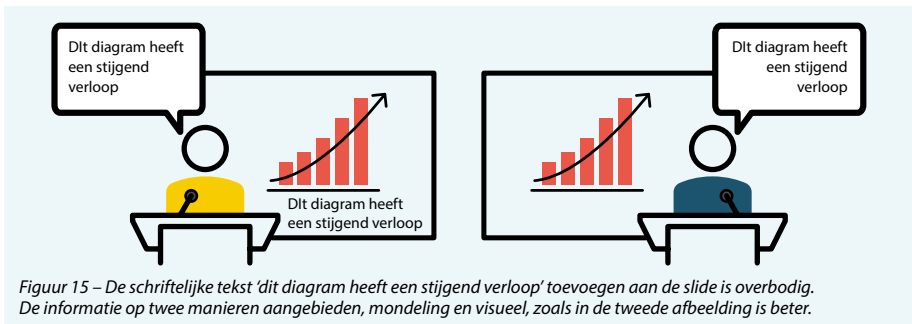 DIt diagram heeft
een stijgend
verloop
DIt diagram heeft
een stijgend verloop
DIt diagram heeft
een stijgend
verloop
Figuur 15 – De schriftelijke tekst ‘dit diagram heeft een stijgend verloop’ toevoegen aan de slide is overbodig.
De informatie op twee manieren aangebieden, mondeling en visueel, zoals in de tweede afbeelding is beter.